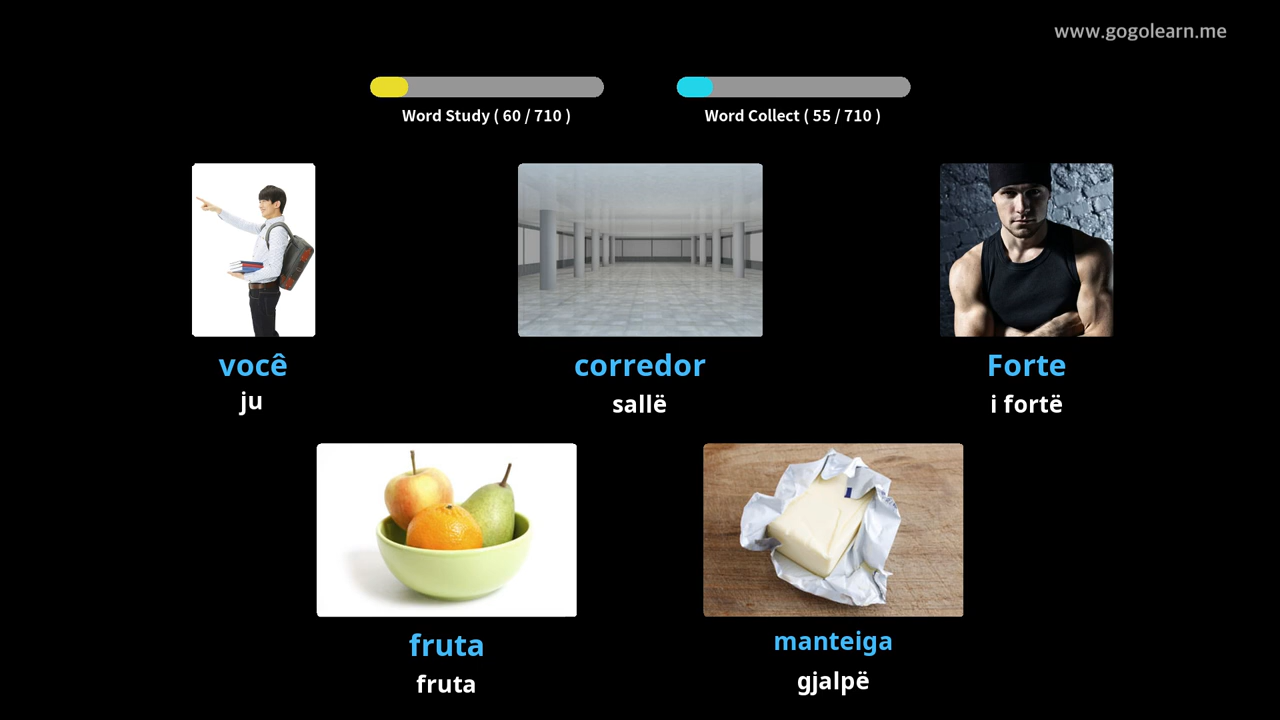 www.gogolearn.me
Word Study ( 60 / 710 )
Word Collect ( 55 / 710 )
você
ju
corredor
sallë
Forte
i fortë
fruta
fruta
manteiga
gjalpë